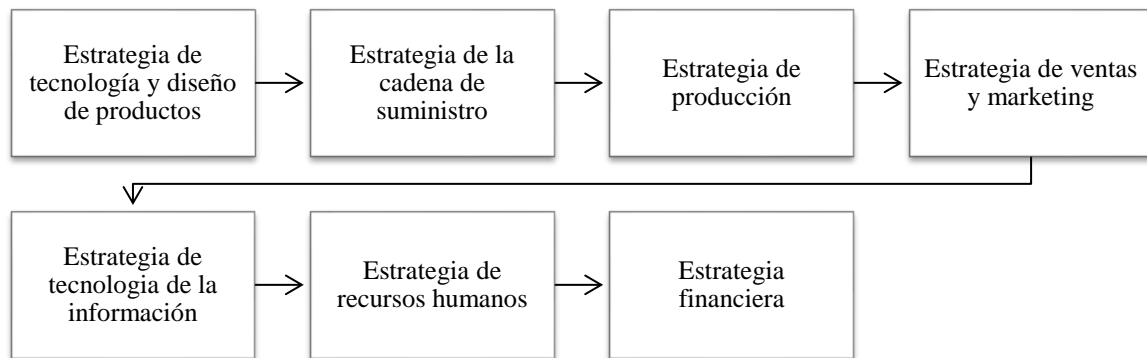 Estrategia de
tecnología y diseño
de productos
Estrategia de la
cadena de
suministro
Estrategia de
producción
Estrategia de ventas
y marketing
Estrategia de
tecnologia de la
información
Estrategia de
recursos humanos
Estrategia
financiera